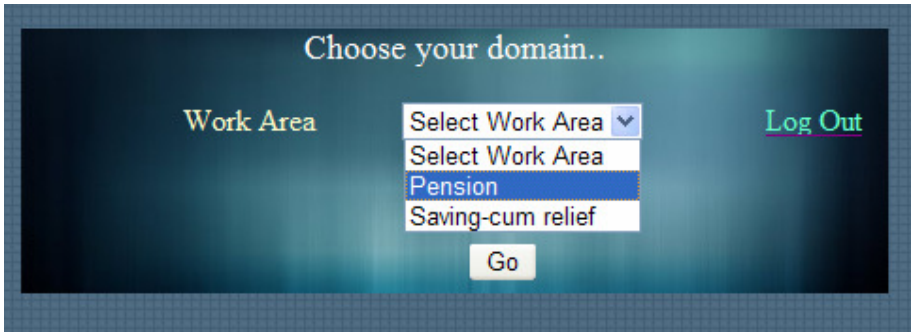 Choose your domain..
Work Area Select Work Area Log Out
Select Work Area
Pension
Saving-cum relief
Go